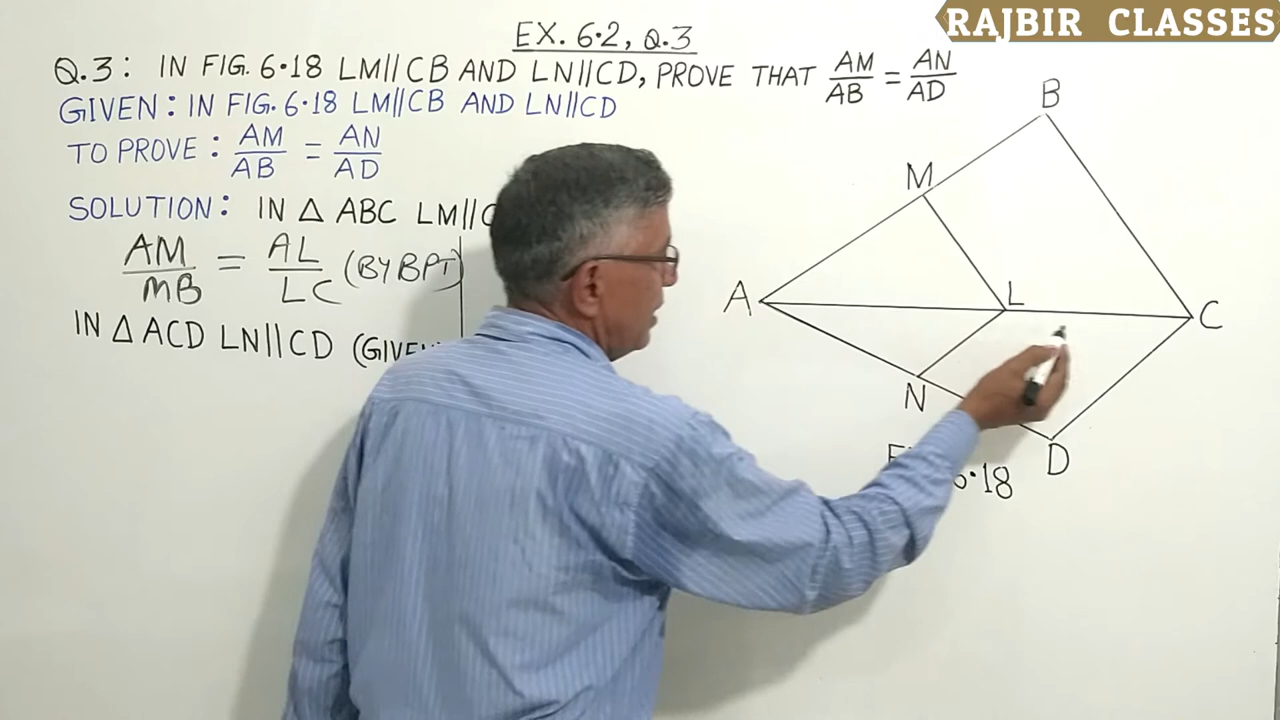 RAJBIR CLASSES
EX. 6.2, Q.3
Q.3: IN FIG. 6.18 LM||CB AND LN||CD, PROVE THAT AM/AB = AN/AD
GIVEN: IN FIG. 6.18 LM||CB AND LN||CD
TO PROVE: AM/AB = AN/AD
SOLUTION: IN △ ABC LM||
AM/MB = AL/LC (BY BPT)
IN △ ACD LN||CD (GIVEN
B
M
A
L
C
N
D
6.18